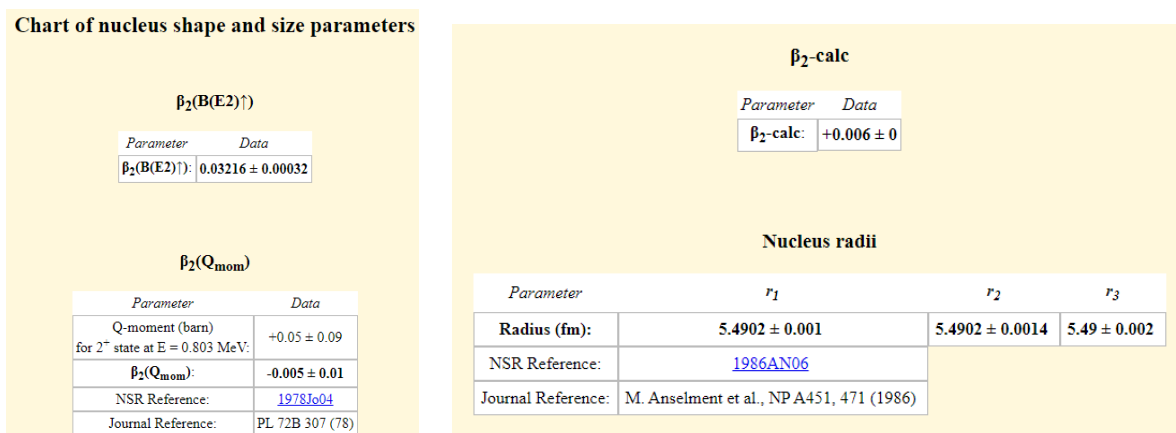 Chart of nucleus shape and size parameters
β2(B(E2)↑)
Parameter Data
β2(B(E2)↑): 0.03216 ± 0.00032
β2(Qmom)
Parameter Data
Q-moment (barn)
for 2+ state at E = 0.803 MeV: +0.05 ± 0.09
β2(Qmom): -0.005 ± 0.01
NSR Reference: 1978Jo04
Journal Reference: PL 72B 307 (78)
β2-calc
Parameter Data
β2-calc: +0.006 ± 0
Nucleus radii
Parameter r1 r2 r3
Radius (fm): 5.4902 ± 0.001 5.4902 ± 0.0014 5.49 ± 0.002
NSR Reference: 1986AN06
Journal Reference: M. Anselment et al., NP A451, 471 (1986)